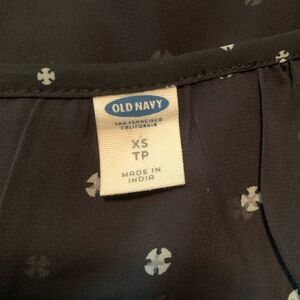 OLD NAVY
SAN FRANCISCO
CALIFORNIA
XS
TP
MADE IN
INDIA